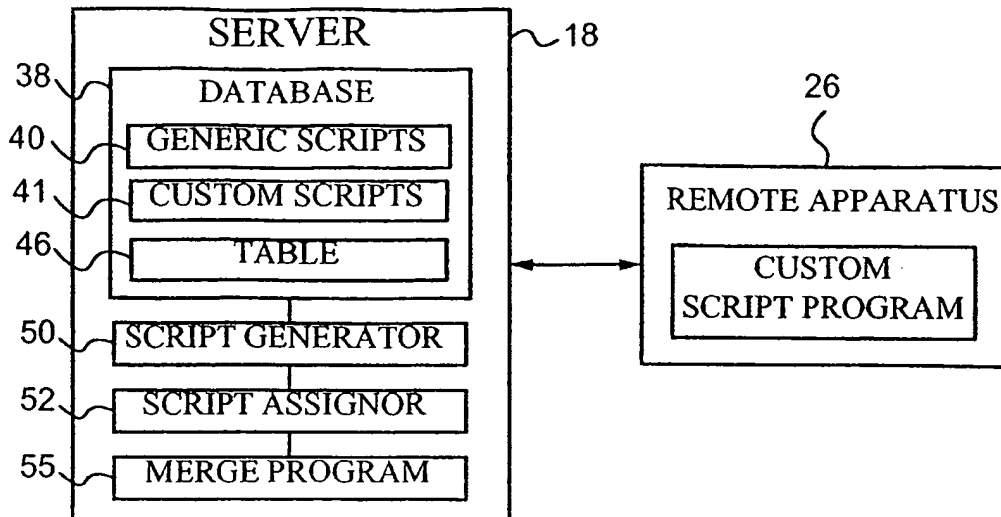 SERVER
18
38
DATABASE
40
GENERIC SCRIPTS
41
CUSTOM SCRIPTS
46
TABLE
50
SCRIPT GENERATOR
52
SCRIPT ASSIGNOR
55
MERGE PROGRAM
26
REMOTE APPARATUS
CUSTOM
SCRIPT PROGRAM